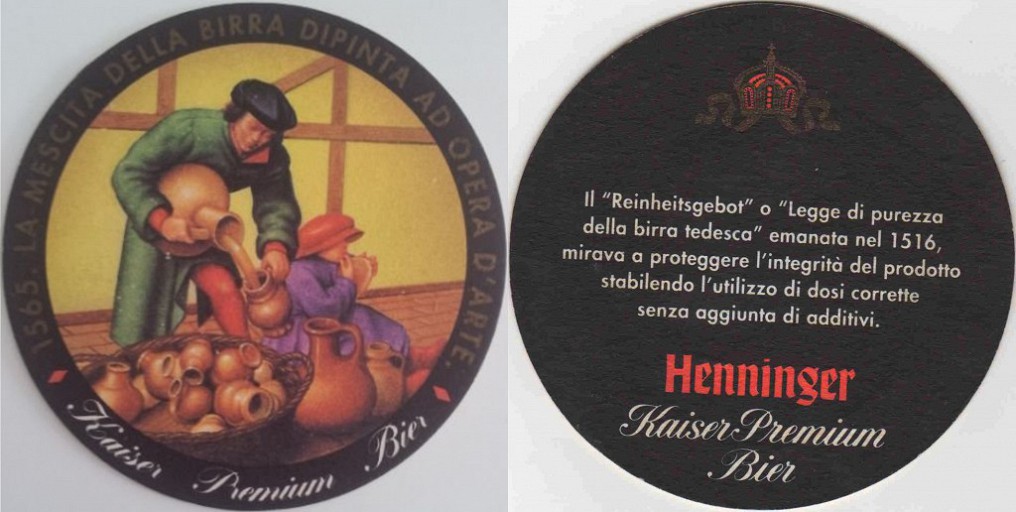 1565. LA MESCITA DELLA BIRRA DIPINTA AD OPERA D'ARTE.
Kaiser Premium Bier
Il "Reinheitsgebot" o "Legge di purezza
della birra tedesca" emanata nel 1516,
mirava a proteggere l'integrità del prodotto
stabilendo l'utilizzo di dosi corrette
senza aggiunta di additivi.
Henninger
Kaiser Premium
Bier